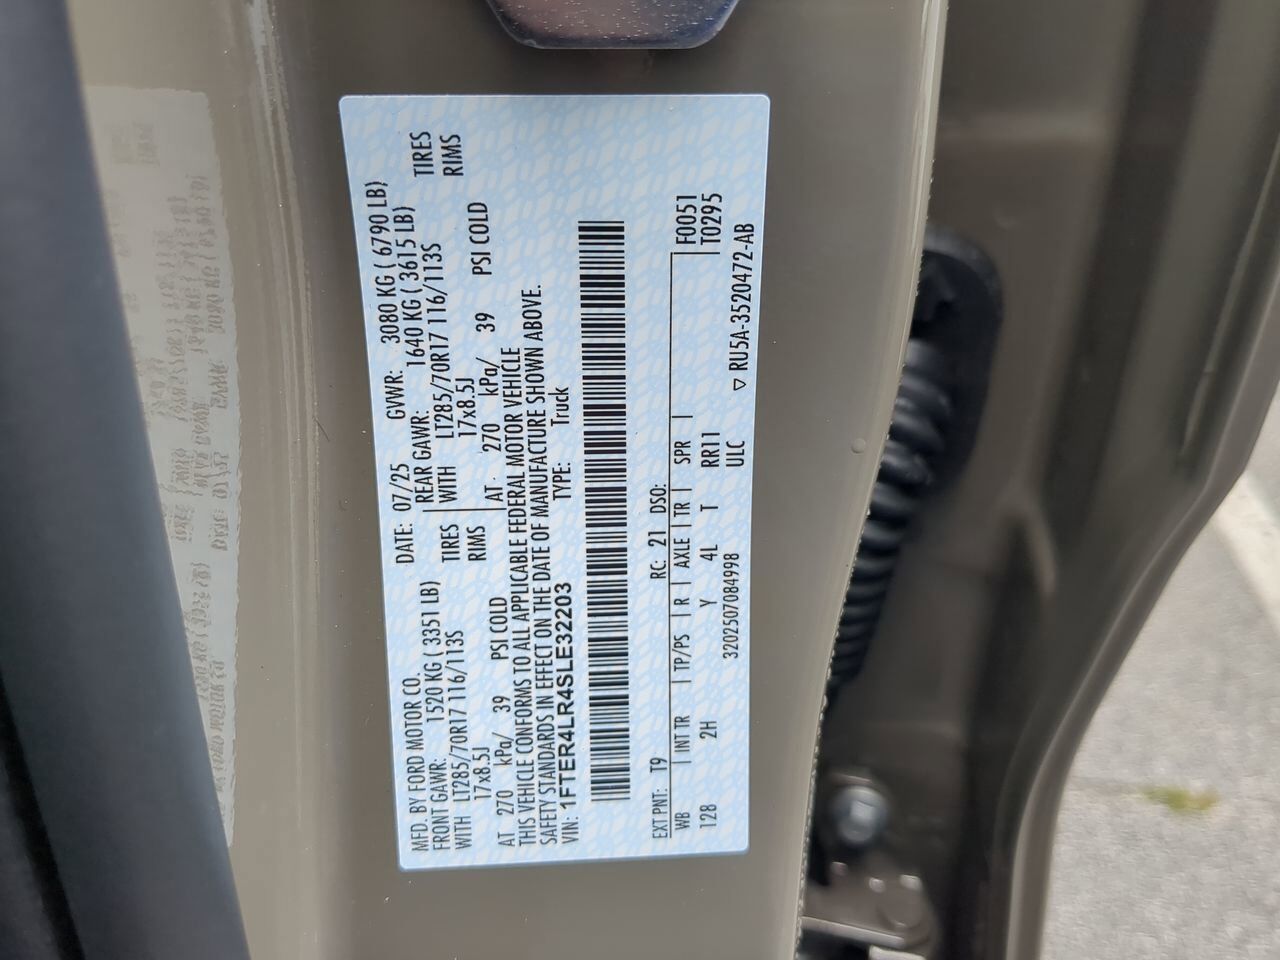 MFD. BY FORD MOTOR CO.
DATE: 07/25 GVWR: 3080 KG ( 6790 LB)
FRONT GAWR: 1520 KG ( 3351 LB)
REAR GAWR: 1640 KG ( 3615 LB)
WITH LT285/70R17 116/113S TIRES
WITH LT285/70R17 116/113S TIRES
17x8.5J RIMS
17x8.5J RIMS
AT 270 kPa/ 39 PSI COLD
AT 270 kPa/ 39 PSI COLD
THIS VEHICLE CONFORMS TO ALL APPLICABLE FEDERAL MOTOR VEHICLE
SAFETY STANDARDS IN EFFECT ON THE DATE OF MANUFACTURE SHOWN ABOVE.
VIN: 1FTER4LR4SLE32203 TYPE: Truck
EXT PNT: T9 RC: 21 DSO:
WB INT TR TP/PS R AXLE TR SPR F0051
128 2H Y 4L T RR11 T0295
ULC
3202507084998 ▽ RU5A-3520472-AB